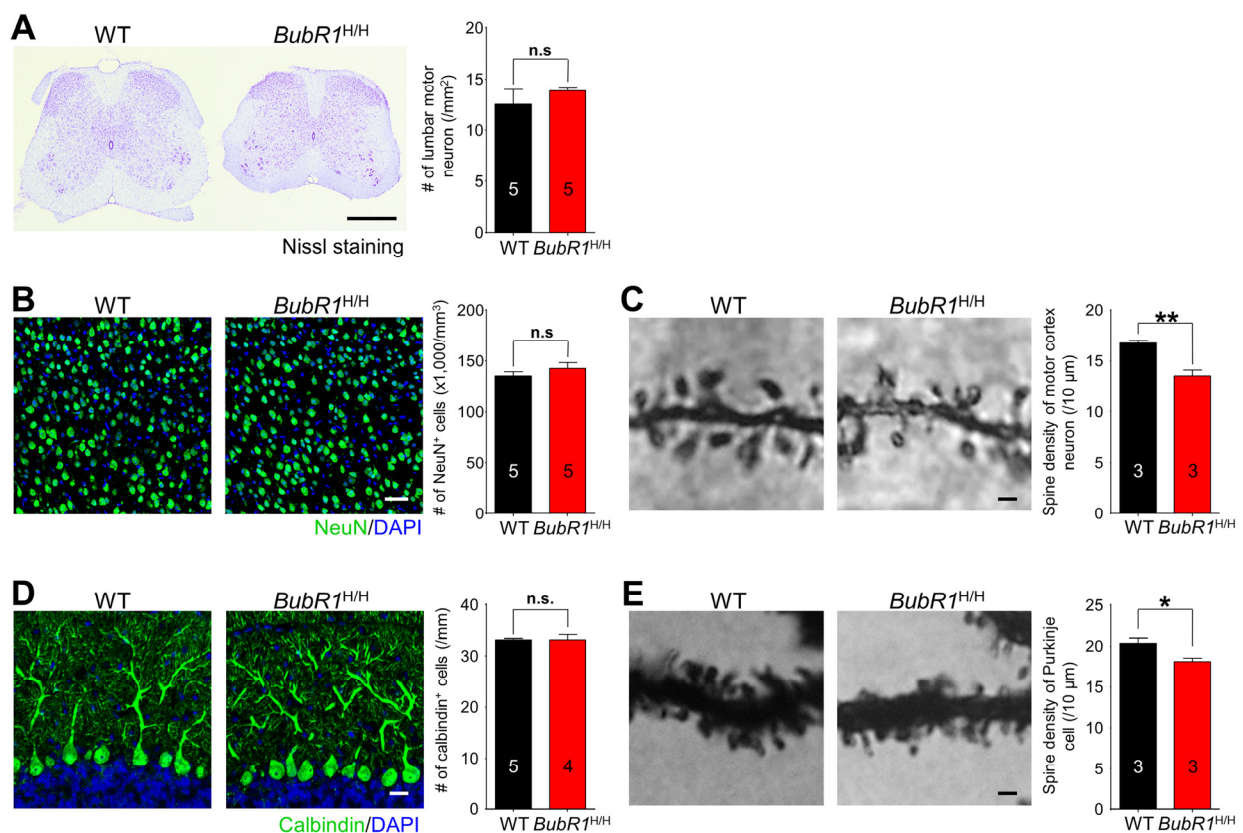 A
WT
BubR1H/H
Nissl staining
# of lumbar motor
neuron (/mm2)
20
15
10
5
0
n.s
5
5
WT
BubR1H/H
B
WT
BubR1H/H
NeuN/DAPI
# of NeuN+ cells (x1,000/mm3)
200
150
100
50
0
n.s
5
5
WT
BubR1H/H
C
WT
BubR1H/H
Spine density of motor cortex
neuron (/10 µm)
20
15
10
5
0
**
3
3
WT
BubR1H/H
D
WT
BubR1H/H
Calbindin/DAPI
# of calbindin+ cells (/mm)
40
30
20
10
0
n.s.
5
4
WT
BubR1H/H
E
WT
BubR1H/H
Spine density of Purkinje
cell (/10 µm)
25
20
15
10
5
0
*
3
3
WT
BubR1H/H